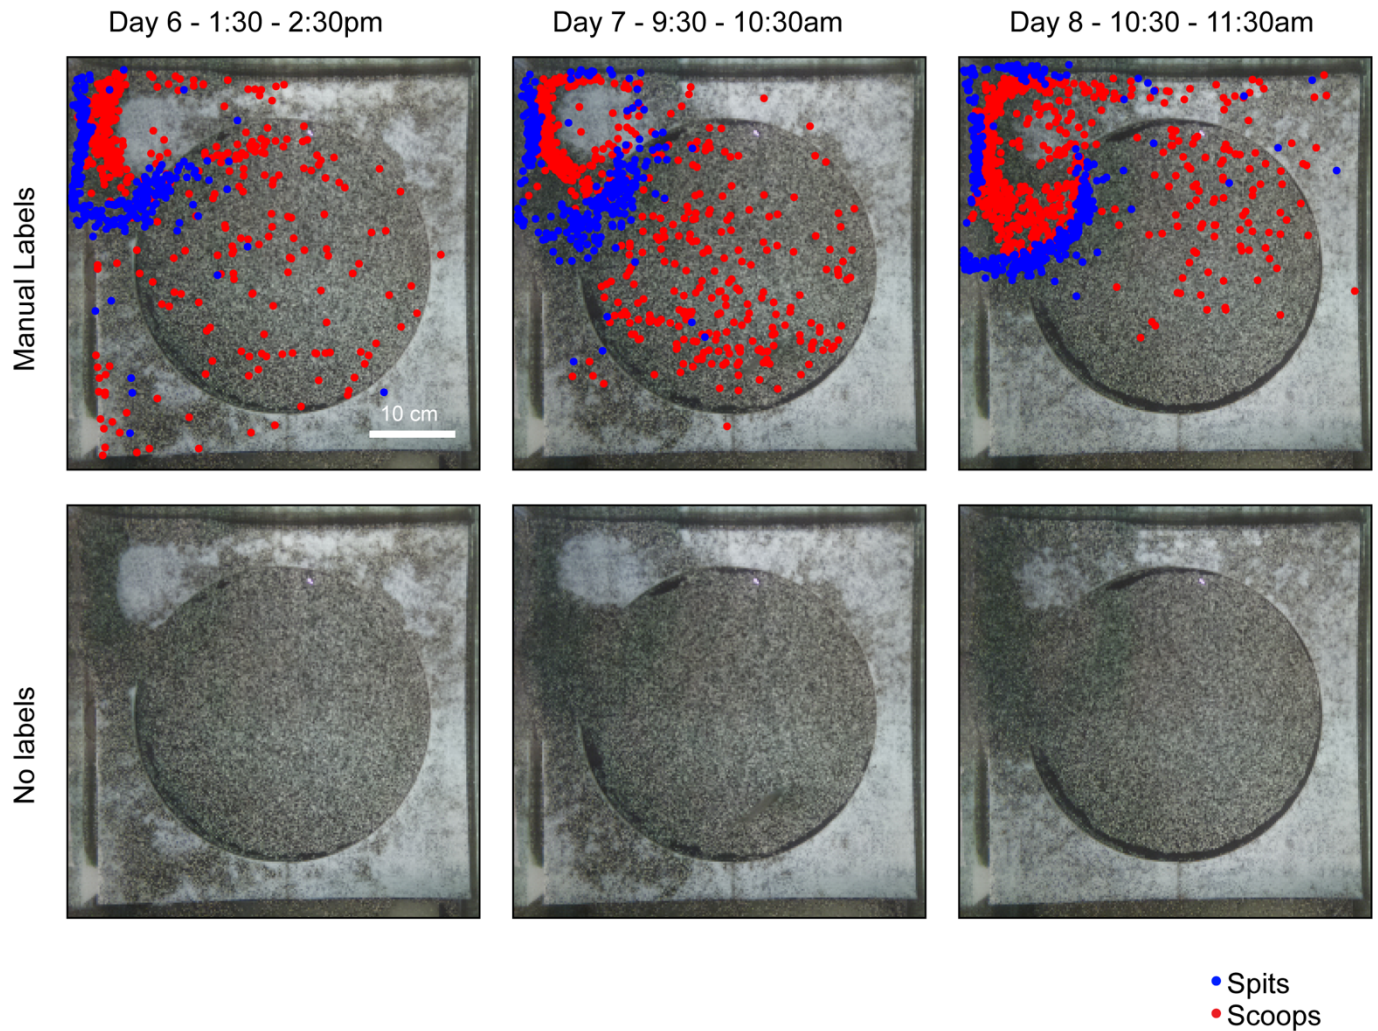 Day 6 - 1:30 - 2:30pm
Day 7 - 9:30 - 10:30am
Day 8 - 10:30 - 11:30am
Manual Labels
10 cm
No labels
Spits
Scoops